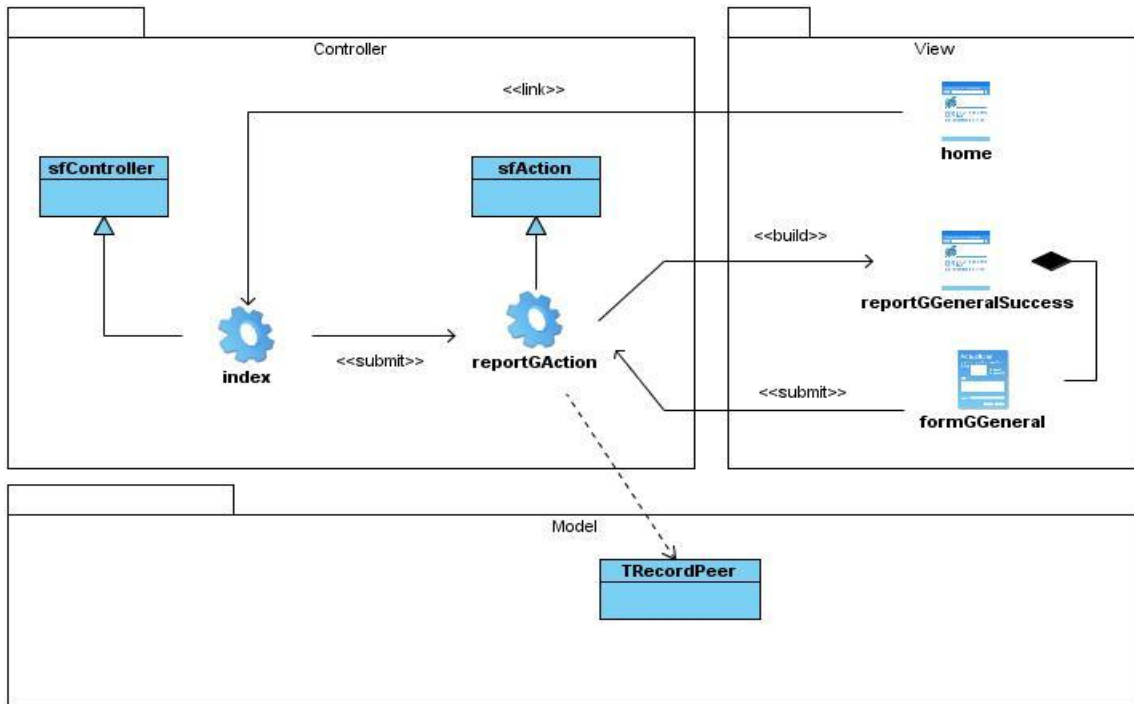 Controller
View
<<link>>
home
sfController
sfAction
<<build>>
reportGGeneralSuccess
index
<<submit>>
reportGAction
<<submit>>
formGGeneral
Model
TRecordPeer